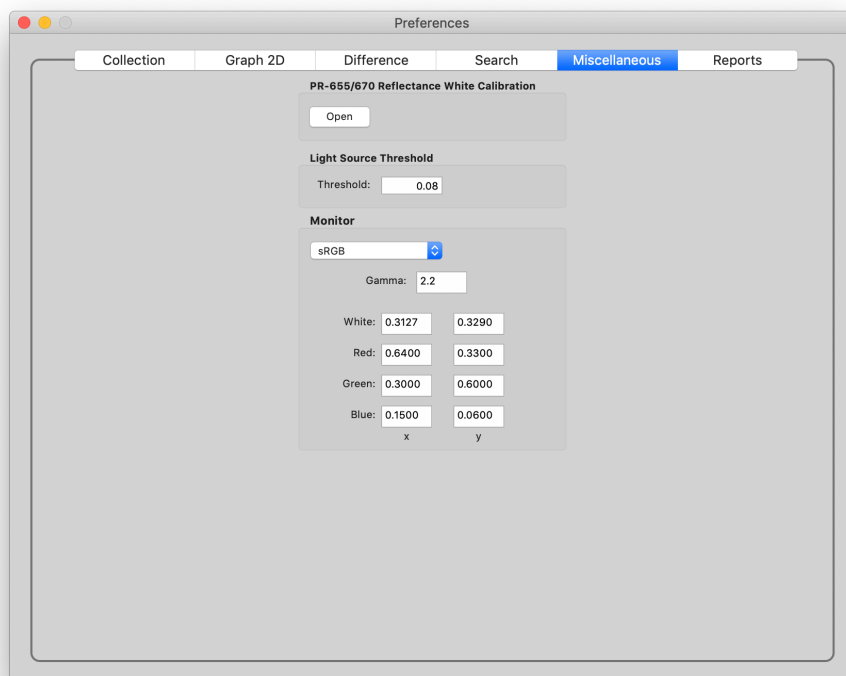 Preferences
Collection Graph 2D Difference Search Miscellaneous Reports
PR-655/670 Reflectance White Calibration
Open
Light Source Threshold
Threshold: 0.08
Monitor
sRGB
Gamma: 2.2
White: 0.3127 0.3290
Red: 0.6400 0.3300
Green: 0.3000 0.6000
Blue: 0.1500 0.0600
x y